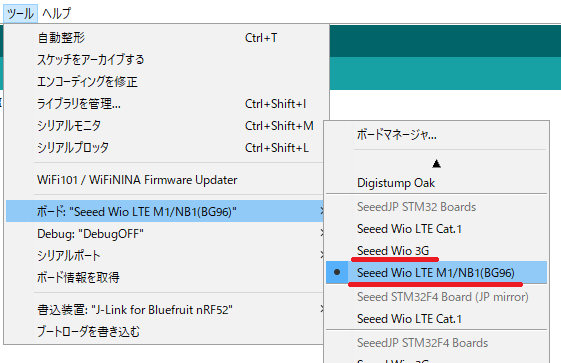 ツール ヘルプ
自動整形 Ctrl+T
スケッチをアーカイブする
エンコーディングを修正
ライブラリを管理... Ctrl+Shift+I
シリアルモニタ Ctrl+Shift+M
シリアルプロッタ Ctrl+Shift+L
WiFi101 / WiFiNINA Firmware Updater
ボード: "Seeed Wio LTE M1/NB1(BG96)"
Debug: "DebugOFF"
シリアルポート
ボード情報を取得
書込装置: "J-Link for Bluefruit nRF52"
ブートローダを書き込む
ボードマネージャ...
Digistump Oak
SeeedJP STM32 Boards
Seeed Wio LTE Cat.1
Seeed Wio 3G
Seeed Wio LTE M1/NB1(BG96)
Seeed STM32F4 Board (JP mirror)
Seeed Wio LTE Cat.1
SeeedJP STM32F4 Boards
Seeed Wio 3G